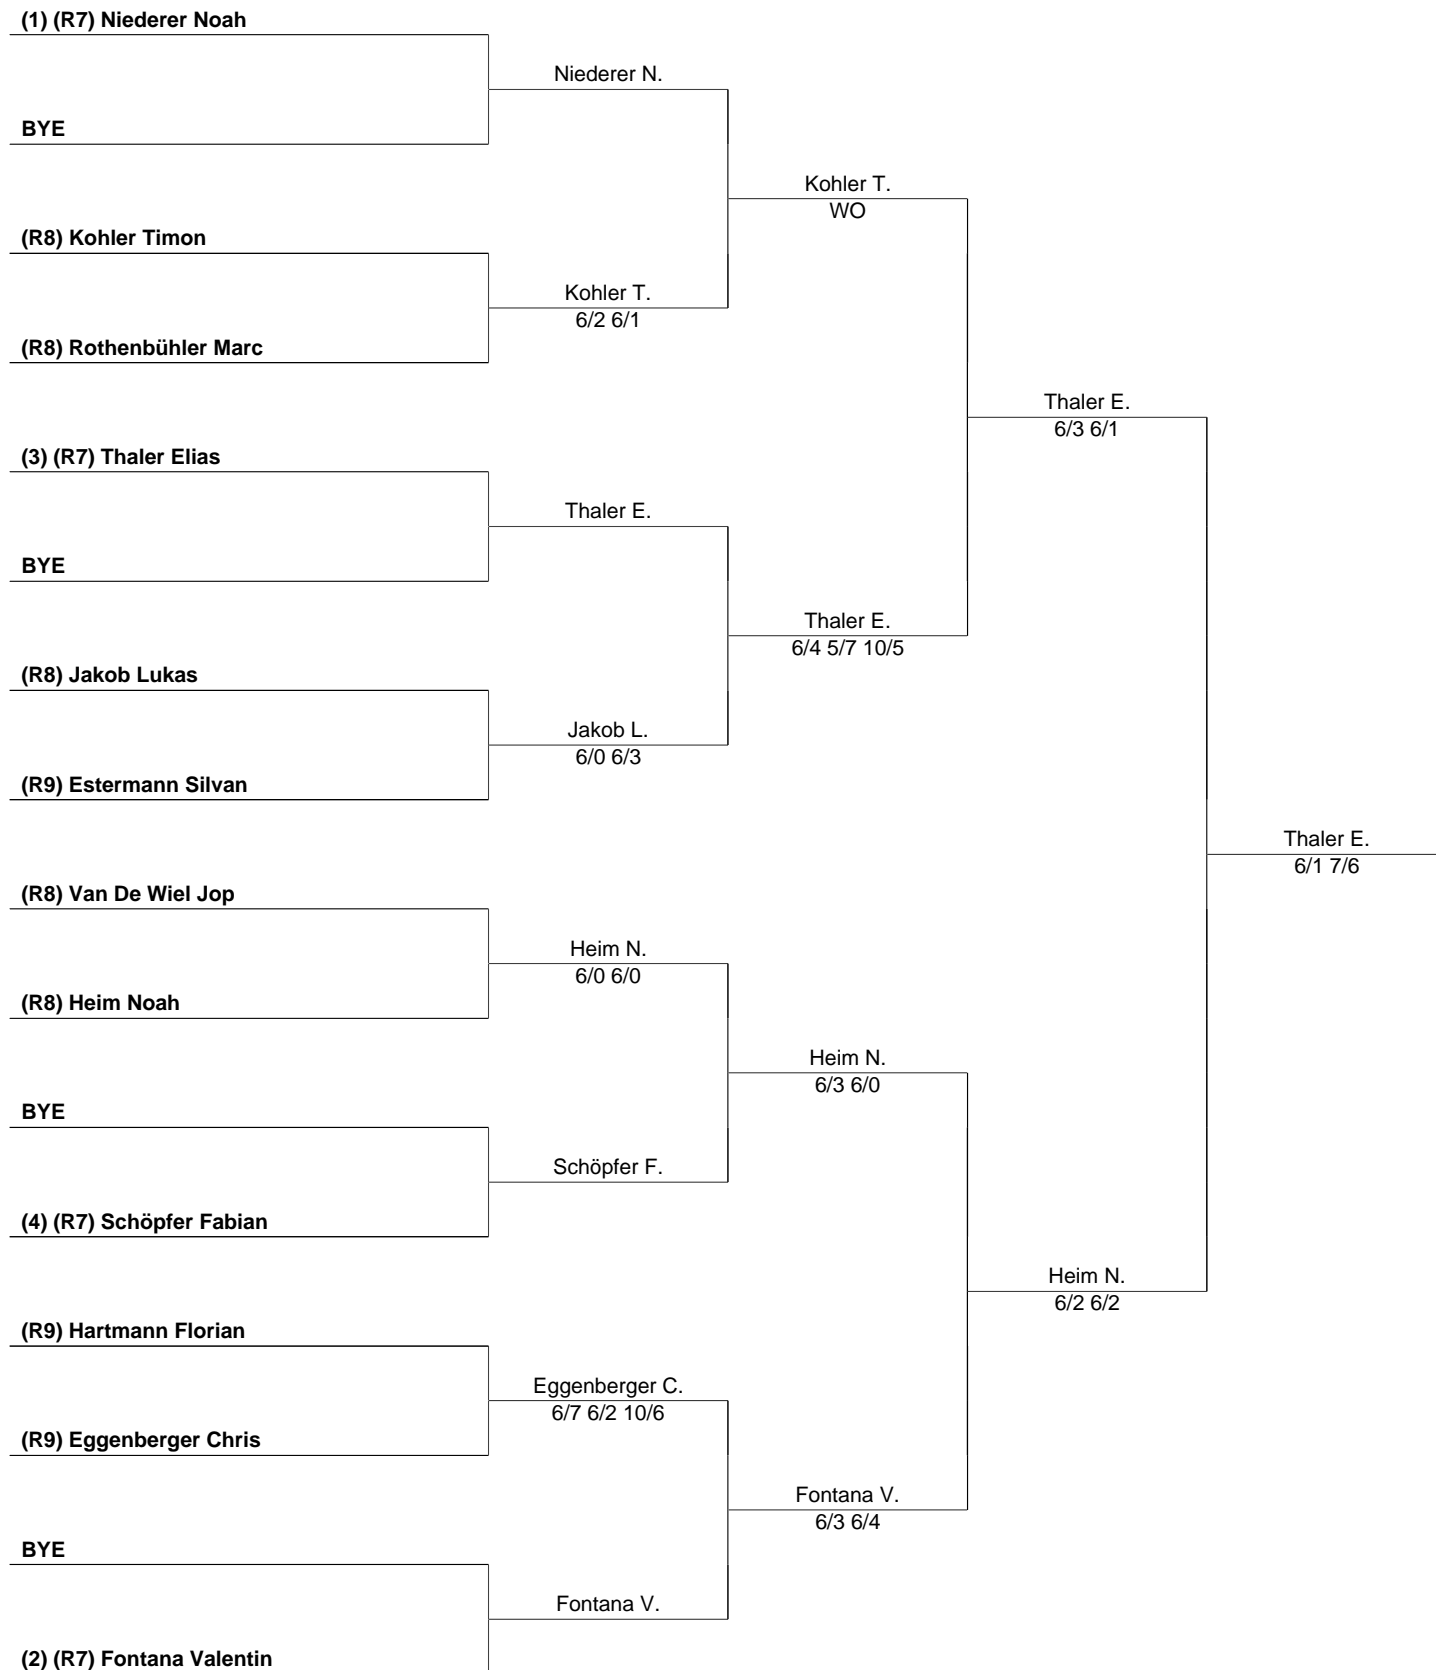 (1) (R7) Niederer Noah
Niederer N.
BYE
Kohler T.
WO
(R8) Kohler Timon
Kohler T.
6/2 6/1
(R8) Rothenbühler Marc
Thaler E.
6/3 6/1
(3) (R7) Thaler Elias
Thaler E.
BYE
Thaler E.
6/4 5/7 10/5
(R8) Jakob Lukas
Jakob L.
6/0 6/3
(R9) Estermann Silvan
Thaler E.
6/1 7/6
(R8) Van De Wiel Jop
Heim N.
6/0 6/0
(R8) Heim Noah
Heim N.
6/3 6/0
BYE
Schöpfer F.
(4) (R7) Schöpfer Fabian
Heim N.
6/2 6/2
(R9) Hartmann Florian
Eggenberger C.
6/7 6/2 10/6
(R9) Eggenberger Chris
Fontana V.
6/3 6/4
BYE
Fontana V.
(2) (R7) Fontana Valentin